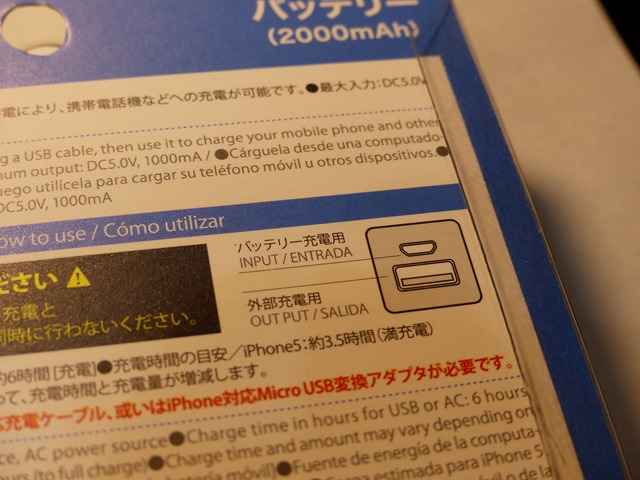 バッテリー
(2000mAh)
電により、携帯電話機などへの充電が可能です。●最大入力:DC5.0V
g a USB cable, then use it to charge your mobile phone and other
num output: DC5.0V, 1000mA / ●Cárguela desde una computado-
uego utilícela para cargar su teléfono móvil u otros dispositivos.●
DC5.0V, 1000mA
ow to use / Cómo utilizar
ださい
充電と
同時に行わないください。
バッテリー充電用
INPUT / ENTRADA
外部充電用
OUT PUT / SALIDA
約6時間 [充電]●充電時間の目安/iPhone5:約3.5時間(満充電)
って、充電時間と充電量が増減します。
充電ケーブル、或いはiPhone対応Micro USB変換アダプタが必要です。
ce, AC power source●Charge time in hours for USB or AC: 6 hours
urs (to full charge)●Charge time and amount may vary depending on
batería móvil]●Fuente de energía de la computa-
Carga estimada para iPhone 5